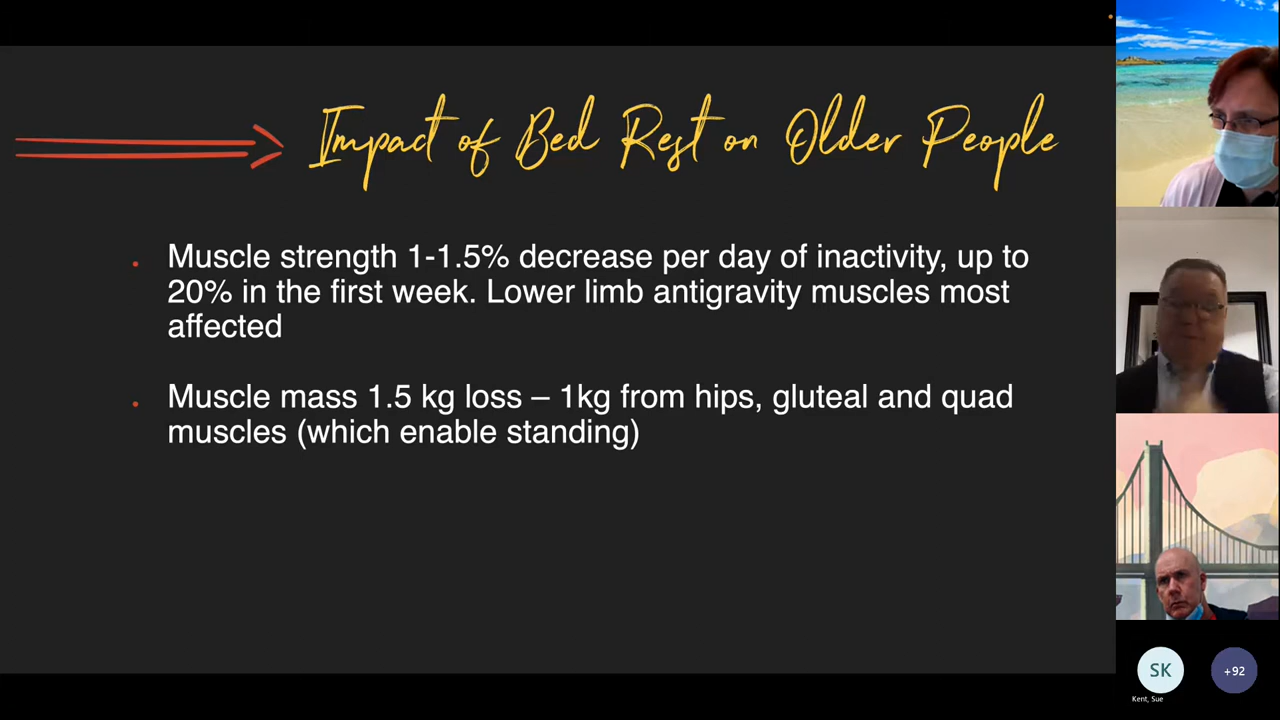 Impact of Bed Rest on Older People
Muscle strength 1-1.5% decrease per day of inactivity, up to
20% in the first week. Lower limb antigravity muscles most
affected
Muscle mass 1.5 kg loss – 1kg from hips, gluteal and quad
muscles (which enable standing)
SK
+92
Kent, Sue